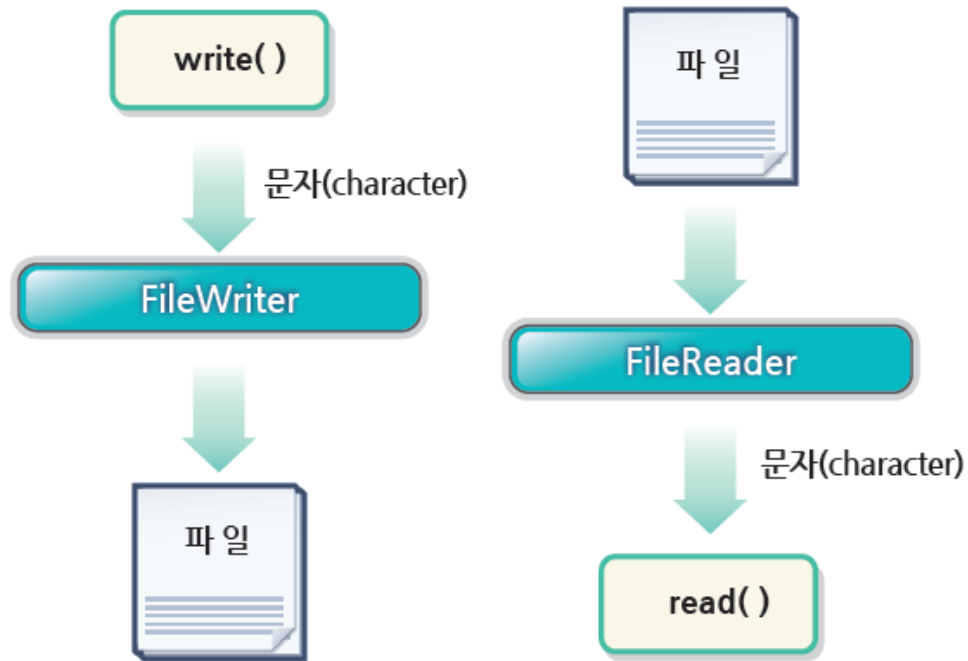 write( )
문자(character)
FileWriter
파 일
파 일
FileReader
문자(character)
read( )